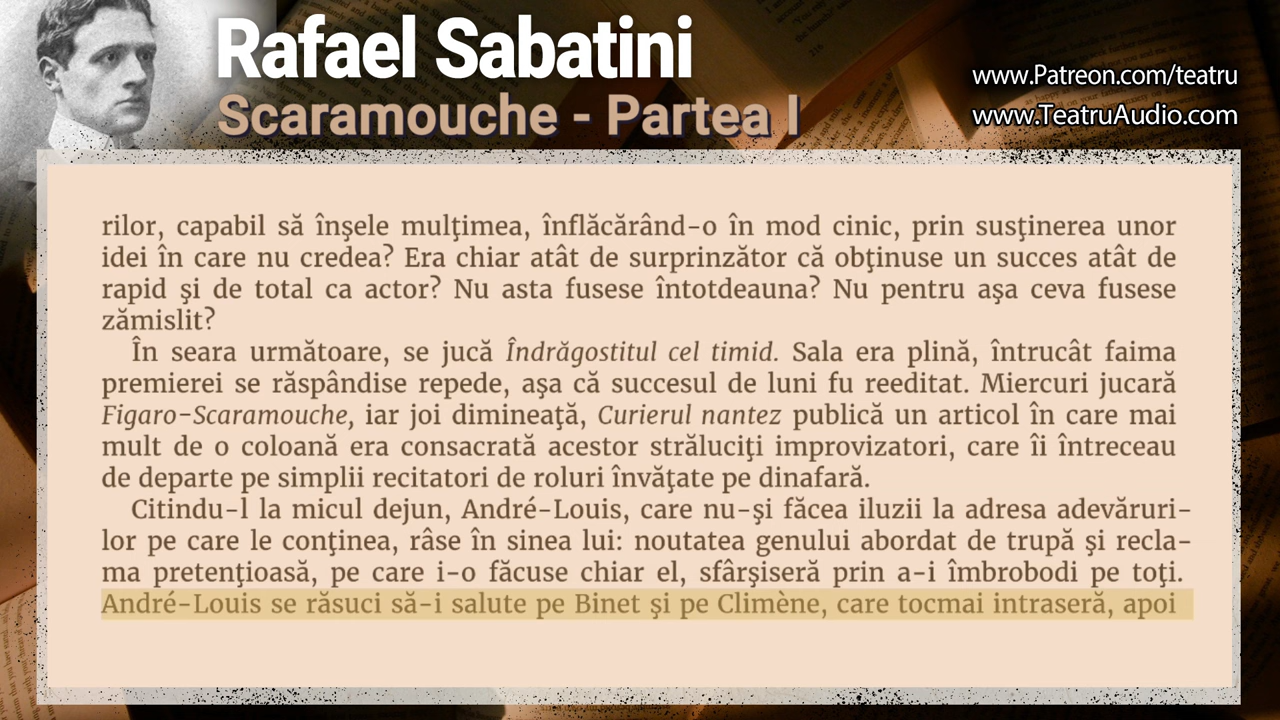 Rafael Sabatini
Scaramouche - Partea I
www.Patreon.com/teatru
www.TeatruAudio.com
rilor, capabil să înşele mulţimea, înflăcărând-o în mod cinic, prin susţinerea unor
idei în care nu credea? Era chiar atât de surprinzător că obţinuse un succes atât de
rapid şi de total ca actor? Nu asta fusese întotdeauna? Nu pentru aşa ceva fusese
zămislit?
În seara următoare, se jucă Îndrăgostitul cel timid. Sala era plină, întrucât faima
premierei se răspândise repede, aşa că succesul de luni fu reeditat. Miercuri jucară
Figaro-Scaramouche, iar joi dimineaţă, Curierul nantez publică un articol în care mai
mult de o coloană era consacrată acestor străluciţi improvizatori, care îi întreceau
de departe pe simplii recitatori de roluri învăţate pe dinafară.
Citindu-l la micul dejun, André-Louis, care nu-şi făcea iluzii la adresa adevăruri-
lor pe care le conţinea, râse în sinea lui: noutatea genului abordat de trupă şi recla-
ma pretenţioasă, pe care i-o făcuse chiar el, sfârşiseră prin a-i îmbrobodi pe toţi.
André-Louis se răsuci să-i salute pe Binet şi pe Climène, care tocmai intraseră, apoi